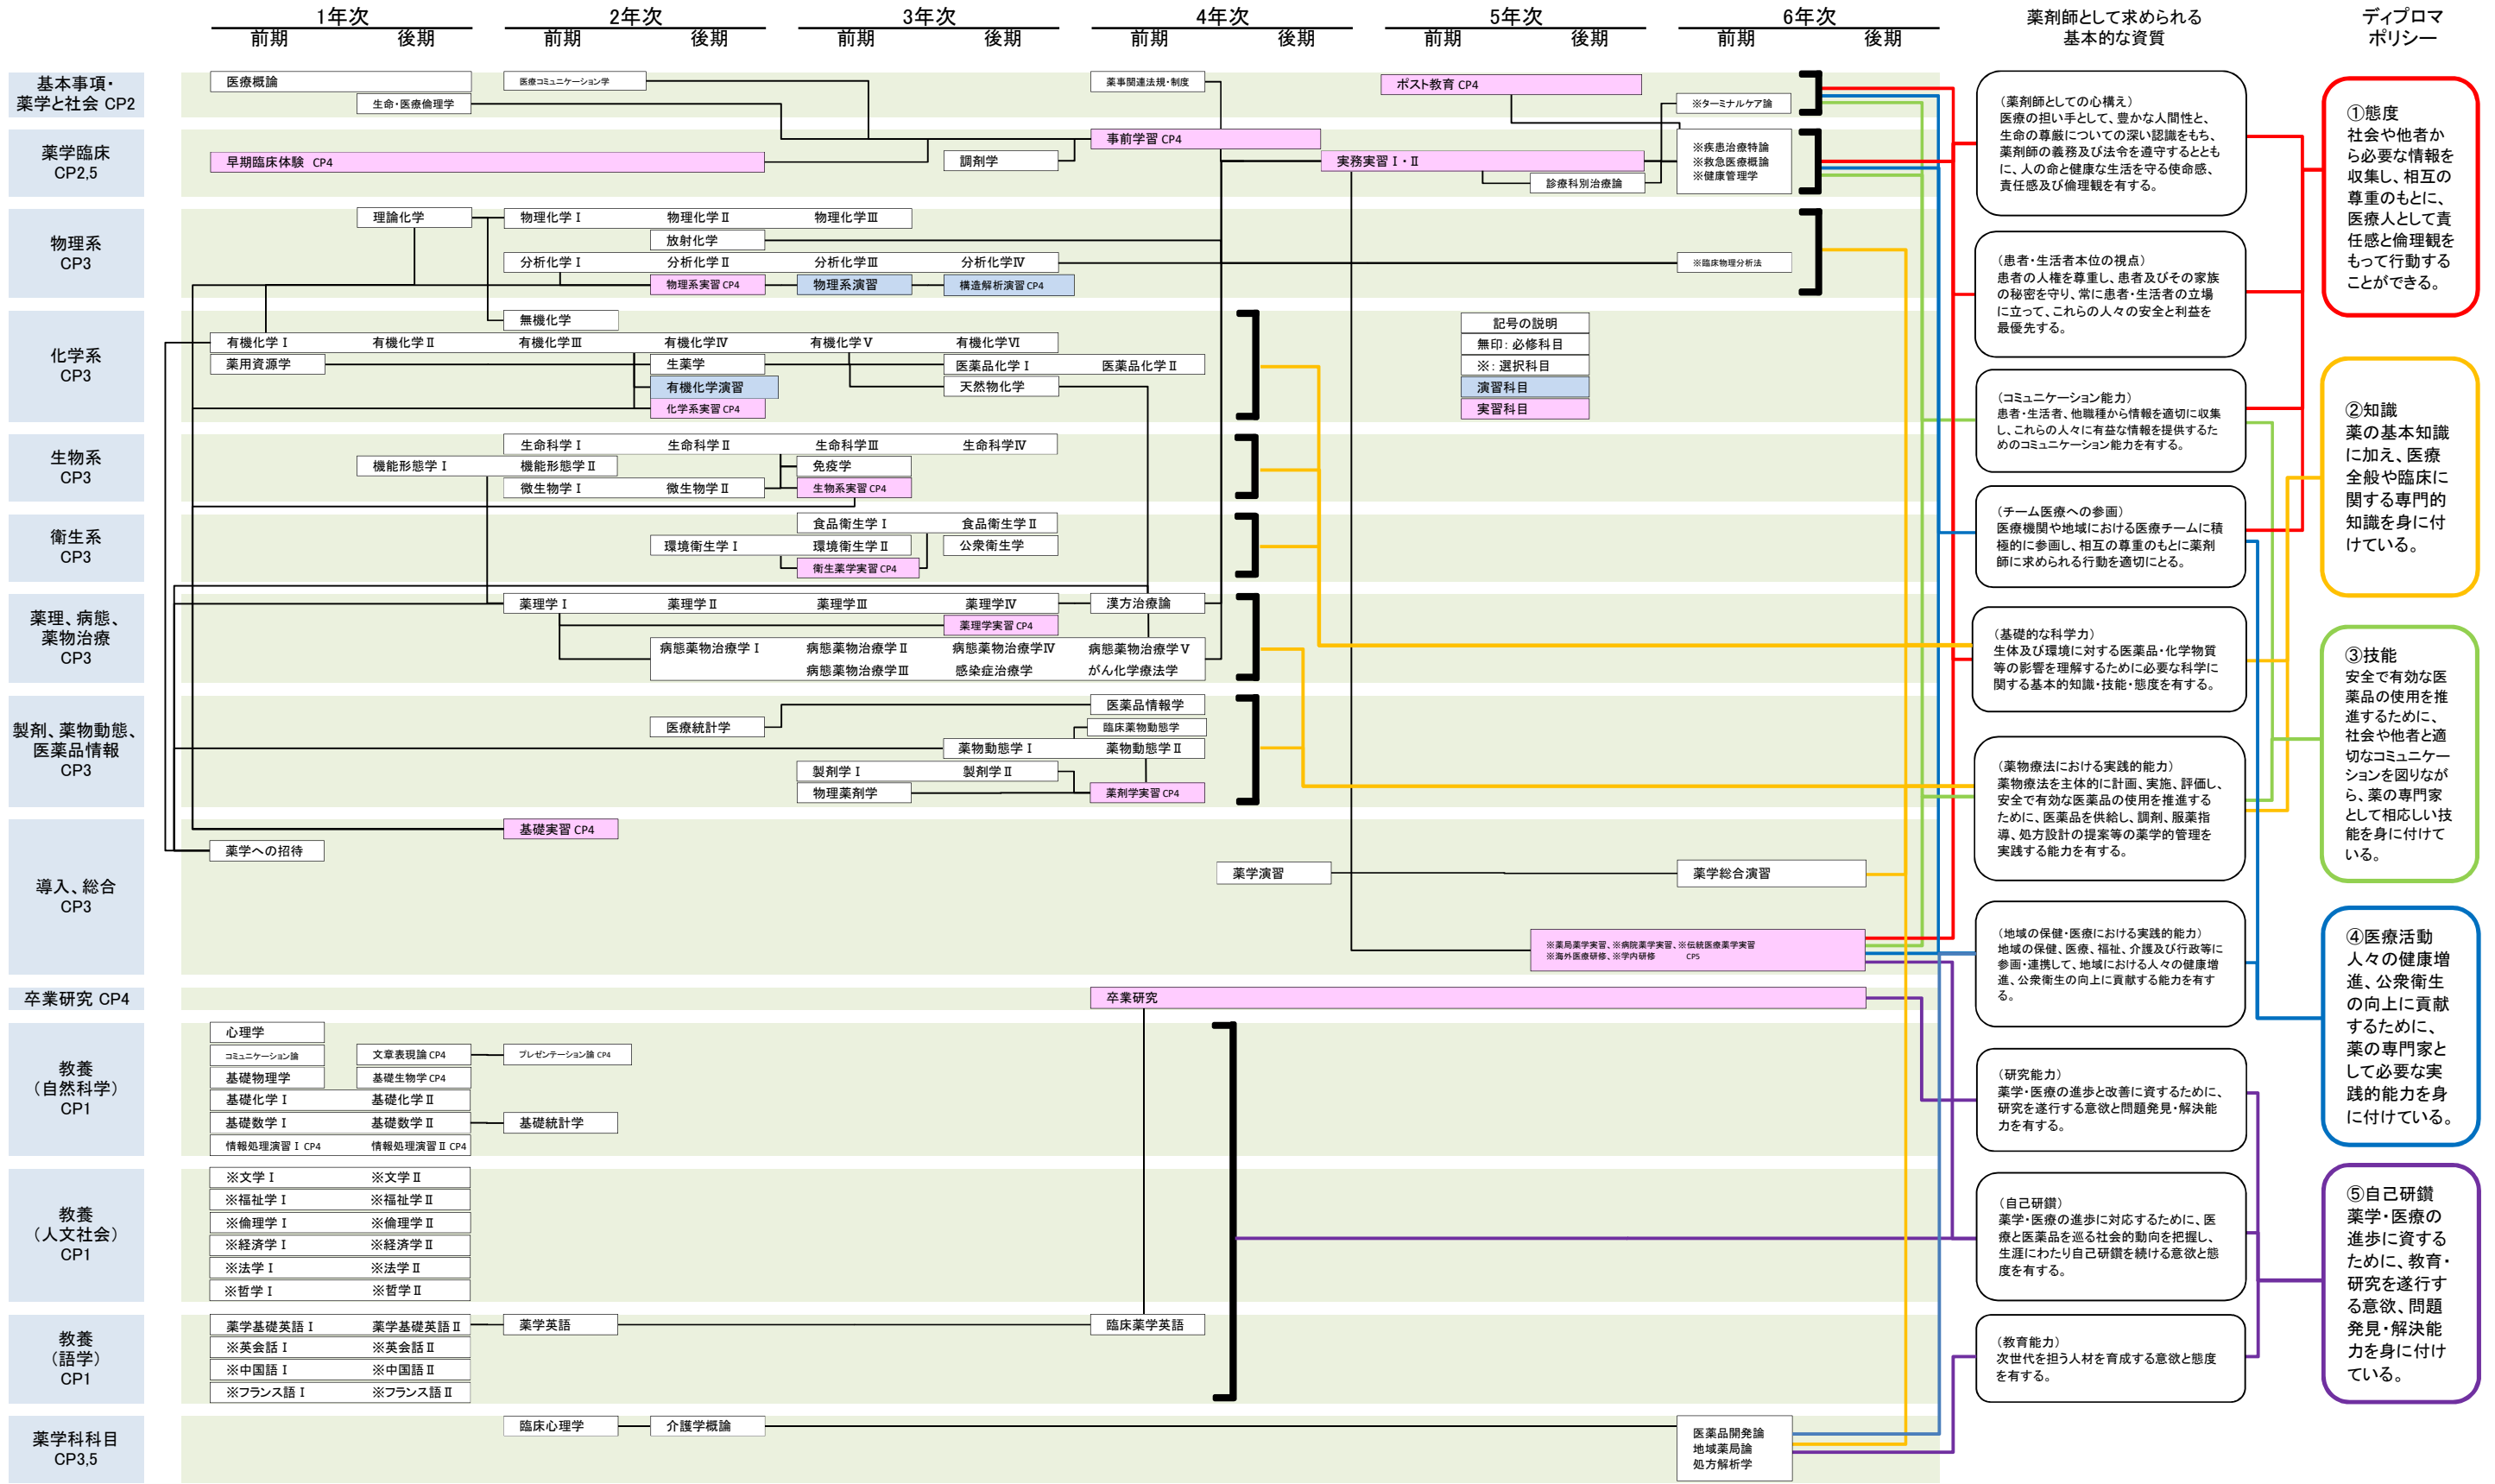 1年次 2年次 3年次 4年次 5年次 6年次
前期 後期 前期 後期 前期 後期 前期 後期 前期 後期 前期 後期
薬剤師として求められる
基本的な資質
ディプロマ
ポリシー
基本事項・
薬学と社会 CP2
医療概論
医療コミュニケーション学
薬事関連法規・制度
ポスト教育 CP4
生命・医療倫理学
※ターミナルケア論
薬学臨床
CP2,5
事前学習 CP4
早期臨床体験 CP4
調剤学
実務実習Ⅰ・Ⅱ
診療科別治療論
※疾患治療特論
※救急医療概論
※健康管理学
物理系
CP3
理論化学
物理化学Ⅰ 物理化学Ⅱ 物理化学Ⅲ
放射化学
分析化学Ⅰ 分析化学Ⅱ 分析化学Ⅲ 分析化学Ⅳ
※臨床物理分析法
物理系実習 CP4
物理系演習
構造解析演習 CP4
化学系
CP3
無機化学
有機化学Ⅰ 有機化学Ⅱ 有機化学Ⅲ 有機化学Ⅳ 有機化学Ⅴ 有機化学Ⅵ
薬用資源学
生薬学
医薬品化学Ⅰ 医薬品化学Ⅱ
有機化学演習
天然物化学
化学系実習 CP4
記号の説明
無印：必修科目
※：選択科目
演習科目
実習科目
生物系
CP3
生命科学Ⅰ 生命科学Ⅱ 生命科学Ⅲ 生命科学Ⅳ
機能形態学Ⅰ 機能形態学Ⅱ
免疫学
微生物学Ⅰ 微生物学Ⅱ
生物系実習 CP4
衛生系
CP3
食品衛生学Ⅰ 食品衛生学Ⅱ
環境衛生学Ⅰ 環境衛生学Ⅱ
公衆衛生学
衛生薬学実習 CP4
薬理、病態、
薬物治療
CP3
薬理学Ⅰ 薬理学Ⅱ 薬理学Ⅲ 薬理学Ⅳ
漢方治療論
薬理学実習 CP4
病態薬物治療学Ⅰ 病態薬物治療学Ⅱ 病態薬物治療学Ⅳ 病態薬物治療学Ⅴ
病態薬物治療学Ⅲ 感染症治療学 がん化学療法学
製剤、薬物動態、
医薬品情報
CP3
医薬品情報学
医療統計学
臨床薬物動態学
薬物動態学Ⅰ 薬物動態学Ⅱ
製剤学Ⅰ 製剤学Ⅱ
物理薬剤学
薬剤学実習 CP4
導入、総合
CP3
基礎実習 CP4
薬学への招待
薬学演習
薬学総合演習
※薬局薬学実習、※病院薬学実習、※伝統医療薬学実習
※海外医療研修、※学内研修 CP5
卒業研究 CP4
卒業研究
教養
（自然科学）
CP1
心理学
コミュニケーション論
文章表現論 CP4
プレゼンテーション論 CP4
基礎物理学
基礎生物学 CP4
基礎化学Ⅰ 基礎化学Ⅱ
基礎数学Ⅰ 基礎数学Ⅱ
基礎統計学
情報処理演習Ⅰ CP4 情報処理演習Ⅱ CP4
教養
（人文社会）
CP1
※文学Ⅰ ※文学Ⅱ
※福祉学Ⅰ ※福祉学Ⅱ
※倫理学Ⅰ ※倫理学Ⅱ
※経済学Ⅰ ※経済学Ⅱ
※法学Ⅰ ※法学Ⅱ
※哲学Ⅰ ※哲学Ⅱ
教養
（語学）
CP1
薬学基礎英語Ⅰ 薬学基礎英語Ⅱ
薬学英語
臨床薬学英語
※英会話Ⅰ ※英会話Ⅱ
※中国語Ⅰ ※中国語Ⅱ
※フランス語Ⅰ ※フランス語Ⅱ
薬学科科目
CP3,5
臨床心理学
介護学概論
医薬品開発論
地域薬局論
処方解析学
（薬剤師としての心構え）
医療の担い手として、豊かな人間性と、
生命の尊厳についての深い認識をもち、
薬剤師の義務及び法令を遵守するととも
に、人の命と健康な生活を守る使命感、
責任感及び倫理観を有する。
（患者・生活者本位の視点）
患者の人権を尊重し、患者及びその家族
の秘密を守り、常に患者・生活者の立場
に立って、これらの人々の安全と利益を
最優先する。
（コミュニケーション能力）
患者・生活者、他職種から情報を適切に収集
し、これらの人々に有益な情報を提供するた
めのコミュニケーション能力を有する。
（チーム医療への参画）
医療機関や地域における医療チームに積
極的に参画し、相互の尊重のもとに薬剤
師に求められる行動を適切にとる。
（基礎的な科学力）
生体及び環境に対する医薬品・化学物質
等の影響を理解するために必要な科学に
関する基本的知識・技能・態度を有する。
（薬物療法における実践的能力）
薬物療法を主体的に計画、実施、評価し、
安全で有効な医薬品の使用を推進する
ために、医薬品を供給し、調剤、服薬指
導、処方設計の提案等の薬学的管理を
実践する能力を有する。
（地域の保健・医療における実践的能力）
地域の保健、医療、福祉、介護及び行政等に
参画・連携して、地域における人々の健康増
進、公衆衛生の向上に貢献する能力を有す
る。
（研究能力）
薬学・医療の進歩と改善に資するために、
研究を遂行する意欲と問題発見・解決能
力を有する。
（自己研鑽）
薬学・医療の進歩に対応するために、医
療と医薬品を巡る社会的動向を把握し、
生涯にわたり自己研鑽を続ける意欲と態
度を有する。
（教育能力）
次世代を担う人材を育成する意欲と態度
を有する。
①態度
社会や他者か
ら必要な情報を
収集し、相互の
尊重のもとに、
医療人として責
任感と倫理観を
もって行動する
ことができる。
②知識
薬の基本知識
に加え、医療
全般や臨床に
関する専門的
知識を身に付
けている。
③技能
安全で有効な医
薬品の使用を推
進するために、
社会や他者と適
切なコミュニケー
ションを図りなが
ら、薬の専門家
として相応しい技
能を身に付けて
いる。
④医療活動
人々の健康増
進、公衆衛生
の向上に貢献
するために、
薬の専門家と
して必要な実
践的能力を身
に付けている。
⑤自己研鑽
薬学・医療の
進歩に資する
ために、教育・
研究を遂行す
る意欲、問題
発見・解決能
力を身に付け
ている。